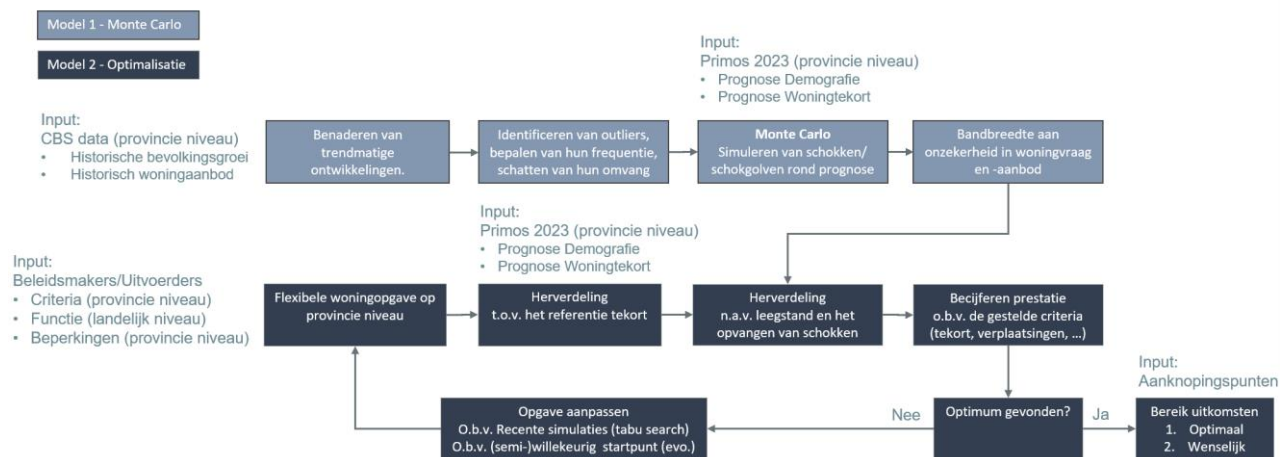 Model 1 - Monte Carlo
Model 2 - Optimalisatie
Input:
Primos 2023 (provincie niveau)
• Prognose Demografie
• Prognose Woningtekort
Input:
CBS data (provincie niveau)
• Historische bevolkingsgroei
• Historisch woningaanbod
Benaderen van
trendmatige
ontwikkelingen.
Identificeren van outliers,
bepalen van hun frequentie,
schatten van hun omvang
Monte Carlo
Simuleren van schokken/
schokgolven rond prognose
Bandbreedte aan
onzekerheid in woningvraag
en -aanbod
Input:
Primos 2023 (provincie niveau)
• Prognose Demografie
• Prognose Woningtekort
Input:
Beleidsmakers/Uitvoerders
• Criteria (provincie niveau)
• Functie (landelijk niveau)
• Beperkingen (provincie niveau)
Flexibele woningopgave op
provincie niveau
Herverdeling
t.o.v. het referentie tekort
Herverdeling
n.a.v. leegstand en het
opvangen van schokken
Becijferen prestatie
o.b.v. de gestelde criteria
(tekort, verplaatsingen, ...)
Input:
Aanknopingspunten
Opgave aanpassen
O.b.v. Recente simulaties (tabu search)
O.b.v. (semi-)willekeurig startpunt (evo.)
Nee
Optimum gevonden?
Ja
Bereik uitkomsten
1. Optimaal
2. Wenselijk